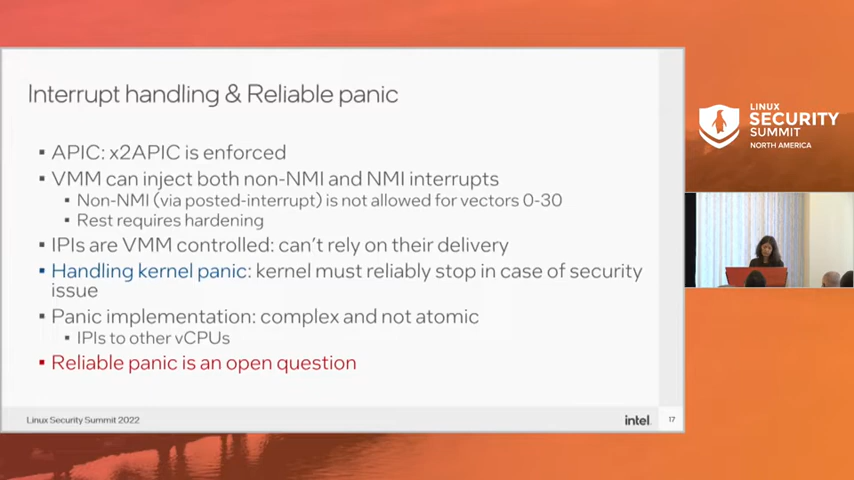 Interrupt handling & Reliable panic
▪ APIC: x2APIC is enforced
▪ VMM can inject both non-NMI and NMI interrupts
▪ Non-NMI (via posted-interrupt) is not allowed for vectors 0-30
▪ Rest requires hardening
▪ IPIs are VMM controlled: can't rely on their delivery
▪ Handling kernel panic: kernel must reliably stop in case of security
issue
▪ Panic implementation: complex and not atomic
▪ IPIs to other vCPUs
▪ Reliable panic is an open question
Linux Security Summit 2022
intel.
17
LINUX
SECURITY
SUMMIT
NORTH AMERICA